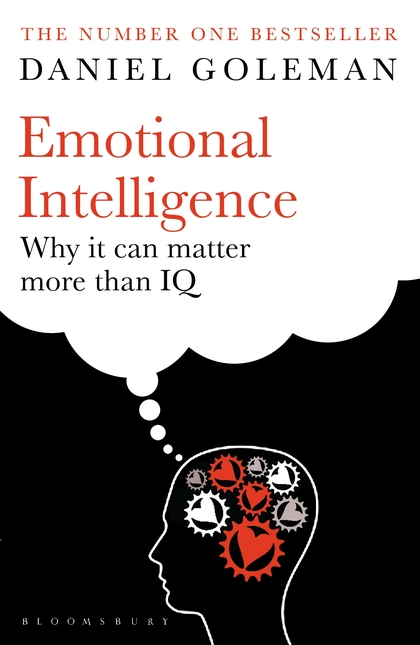 THE NUMBER ONE BESTSELLER
DANIEL GOLEMAN
Emotional
Intelligence
Why it can matter
more than IQ
BLOOMSBURY